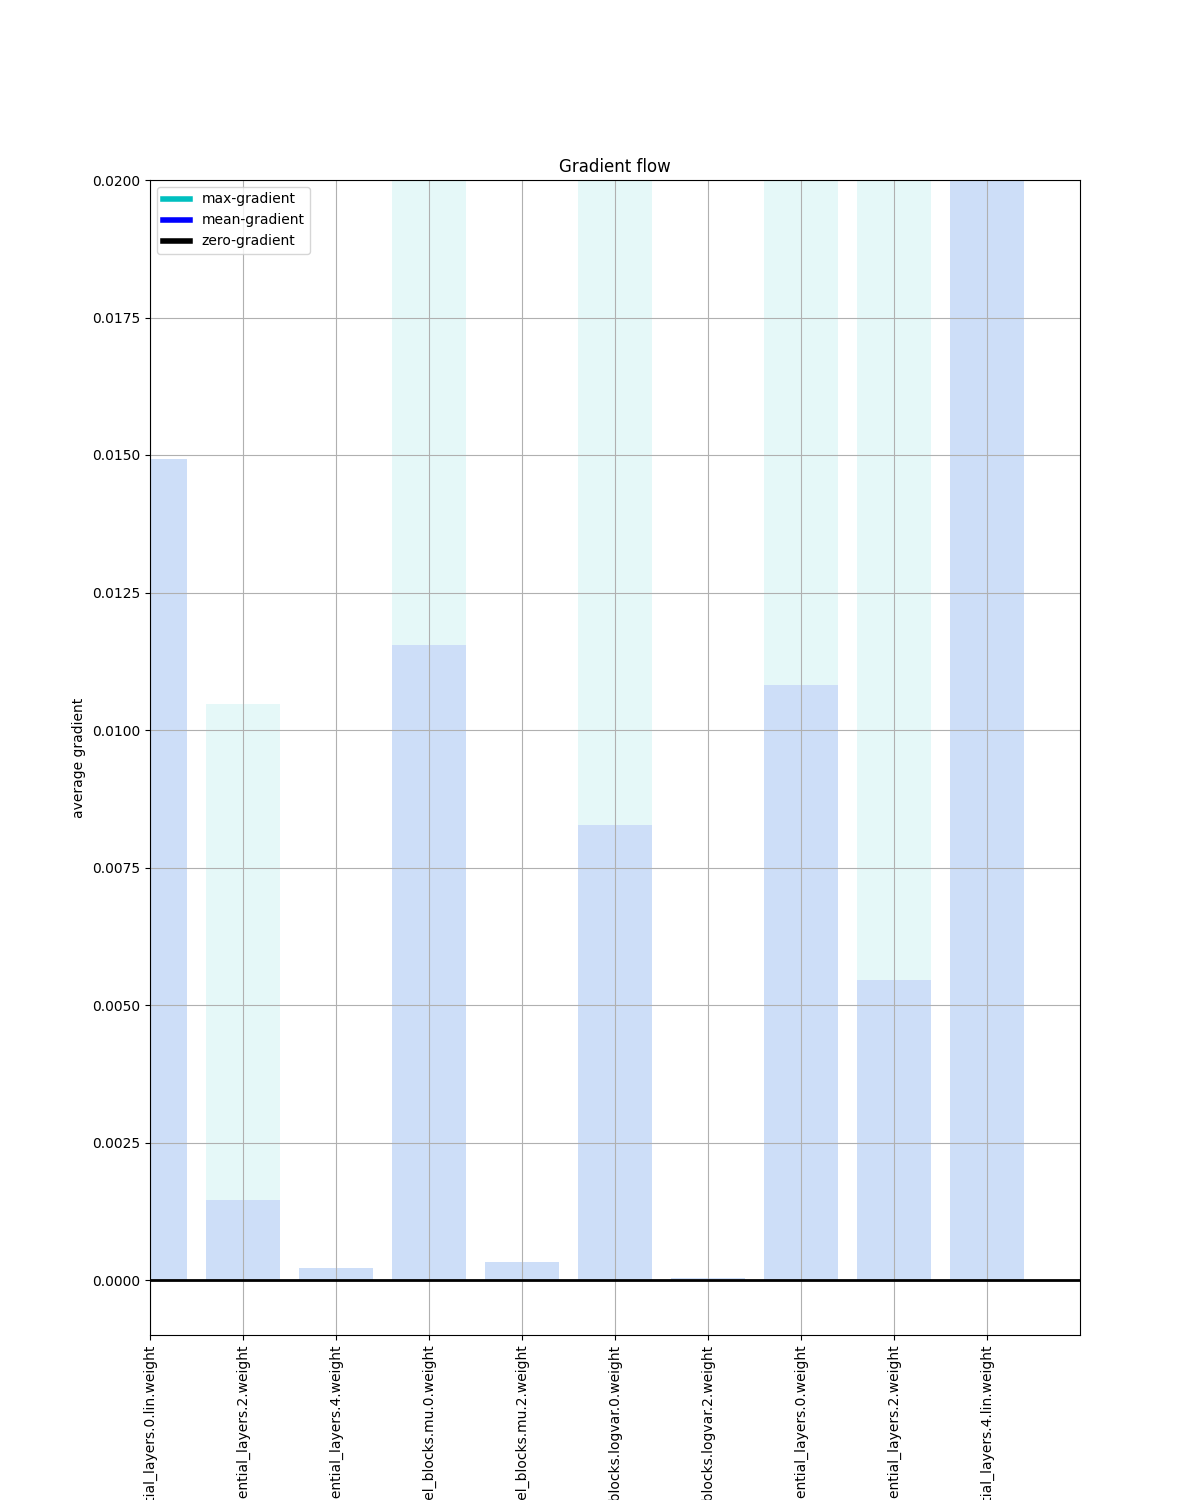 Gradient flow
max-gradient
mean-gradient
zero-gradient
0.0200
0.0175
0.0150
0.0125
0.0100
0.0075
0.0050
0.0025
0.0000
average gradient
tial_layers.0.lin.weight
ential_layers.2.weight
ential_layers.4.weight
el_blocks.mu.0.weight
el_blocks.mu.2.weight
blocks.logvar.0.weight
blocks.logvar.2.weight
ential_layers.0.weight
ential_layers.2.weight
tial_layers.4.lin.weight